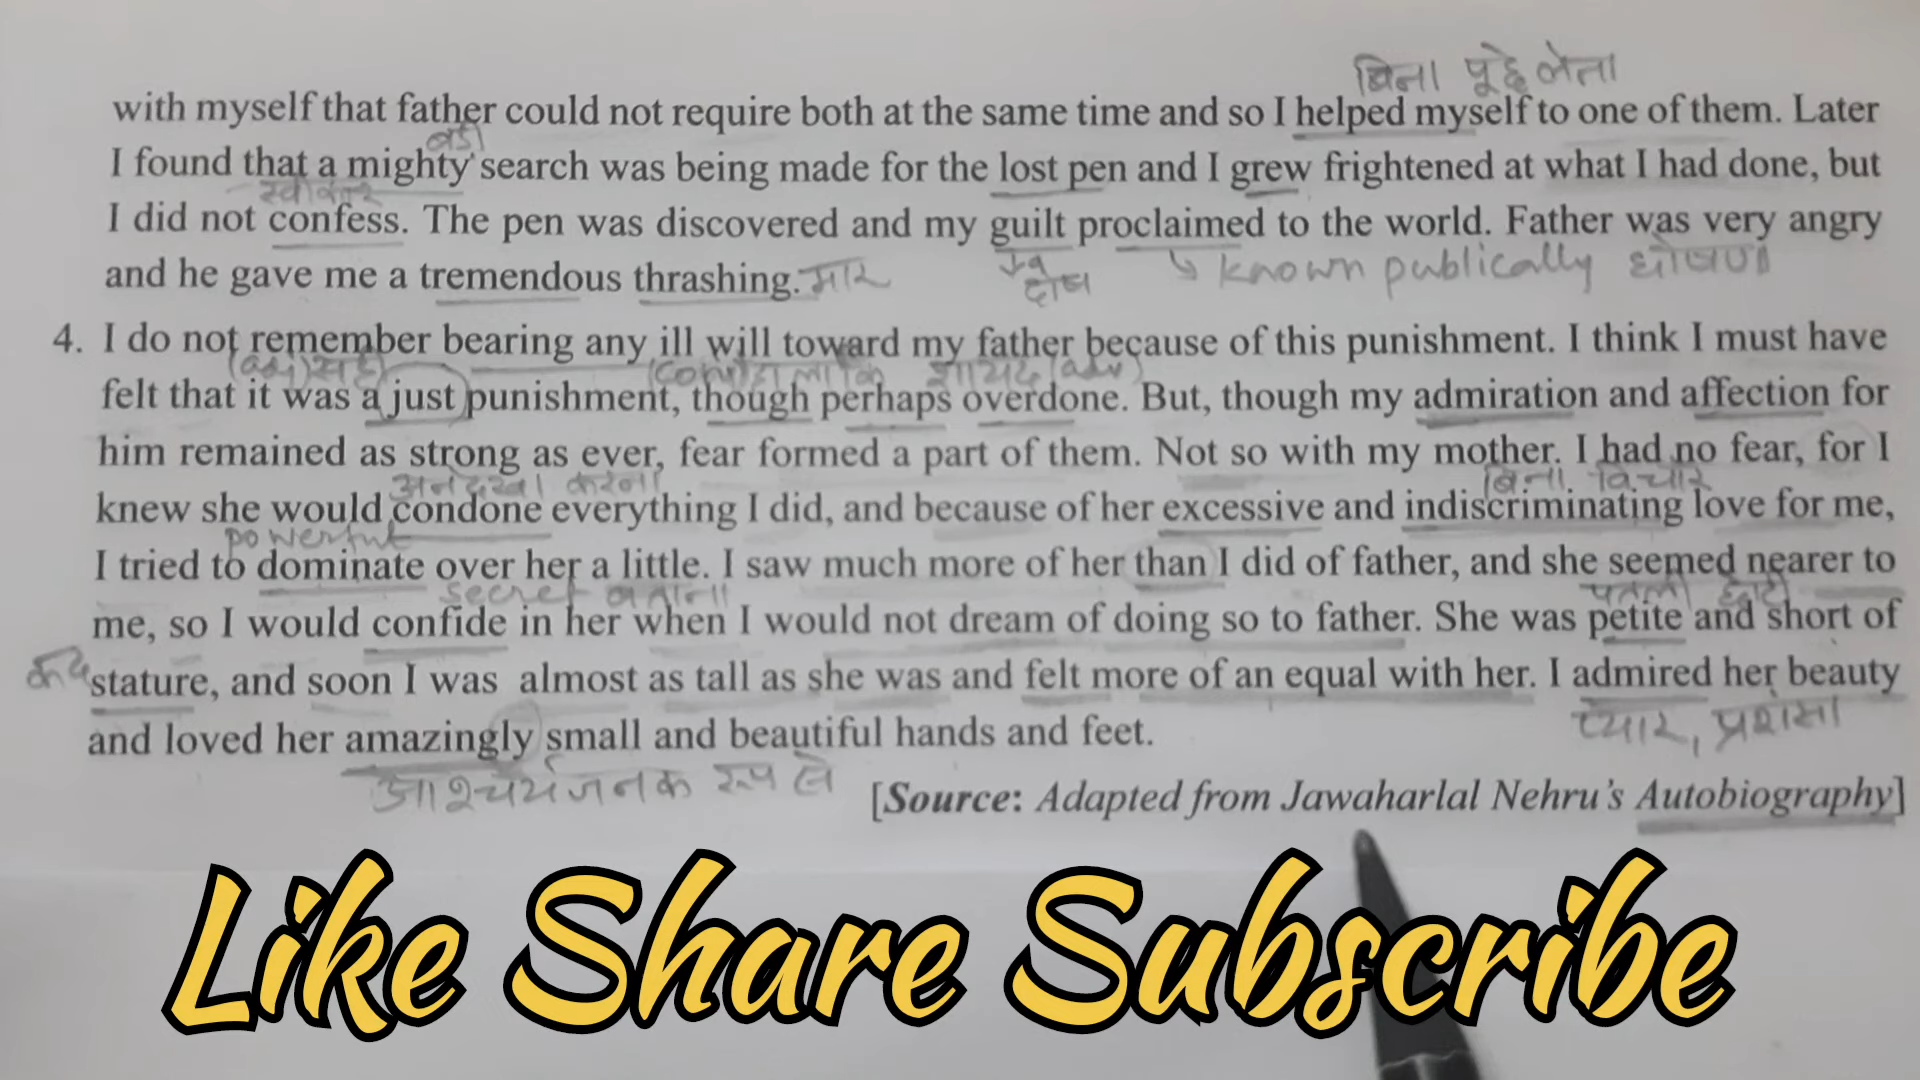 बिना पूछे लेना
with myself that father could not require both at the same time and so I helped myself to one of them. Later
बड़ी
I found that a mighty search was being made for the lost pen and I grew frightened at what I had done, but
स्वीकार
I did not confess. The pen was discovered and my guilt proclaimed to the world. Father was very angry
and he gave me a tremendous thrashing. मार
दोष
known publically घोषणा
4. I do not remember bearing any ill will toward my father because of this punishment. I think I must have
(adj) सही
(conj) हालांकि शायद (adv)
felt that it was a just punishment, though perhaps overdone. But, though my admiration and affection for
him remained as strong as ever, fear formed a part of them. Not so with my mother. I had no fear, for I
अनदेखा करना
बिना विचारे
knew she would condone everything I did, and because of her excessive and indiscriminating love for me,
powerful
I tried to dominate over her a little. I saw much more of her than I did of father, and she seemed nearer to
secret बताना
पतली छोटी
me, so I would confide in her when I would not dream of doing so to father. She was petite and short of
कद
stature, and soon I was almost as tall as she was and felt more of an equal with her. I admired her beauty
प्यार, प्रशंसा
and loved her amazingly small and beautiful hands and feet.
आश्चर्यजनक रूप से
[Source: Adapted from Jawaharlal Nehru's Autobiography]
Like Share Subscribe